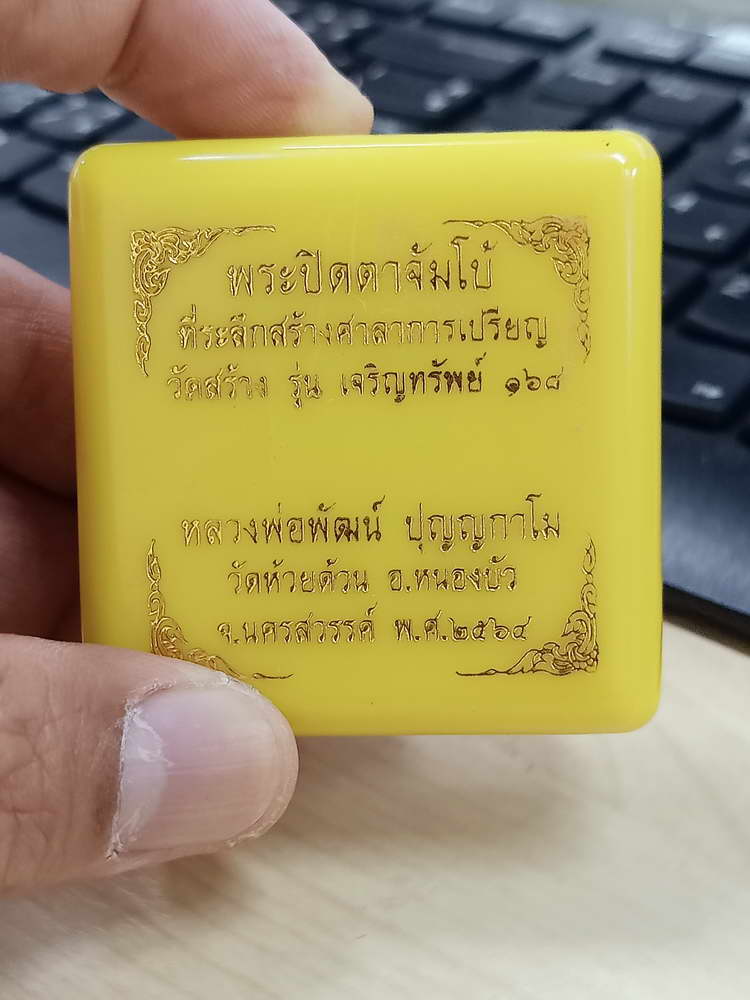 พระปิดตาจัมโบ้
ที่ระลึกสร้างศาลาการเปรียญ
วัดสร้าง รุ่น เจริญทรัพย์ ๑๖๘
หลวงพ่อพัฒน์ ปุญญกาโม
วัดห้วยด้วน อ.หนองบัว
จ.นครสวรรค์ พ.ศ.๒๕๖๔